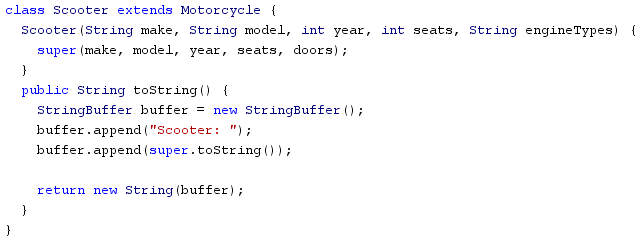 class Scooter extends Motorcycle {
  Scooter(String make, String model, int year, int seats, String engineTypes) {
    super(make, model, year, seats, doors);
  }
  public String toString() {
    StringBuffer buffer = new StringBuffer();
    buffer.append("Scooter: ");
    buffer.append(super.toString());

    return new String(buffer);
  }
}